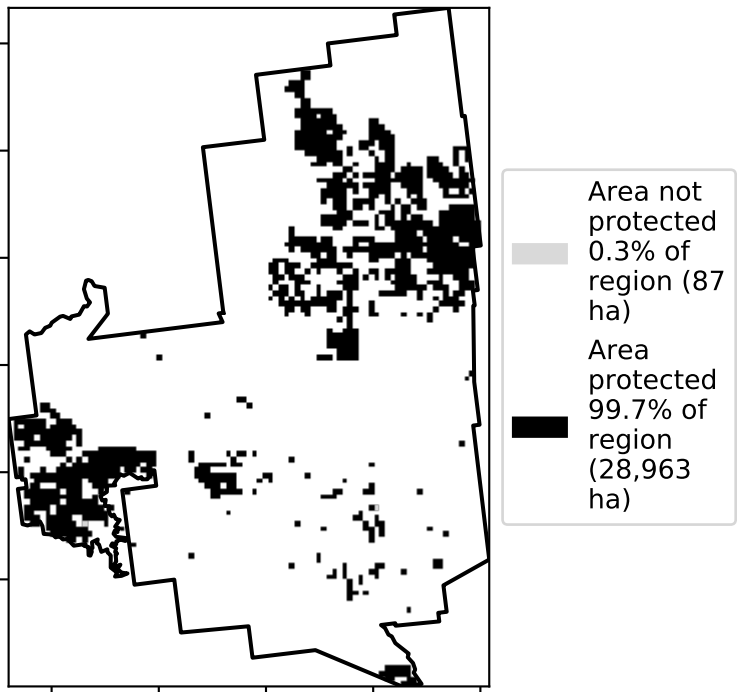 Area not
protected
0.3% of
region (87
ha)
Area
protected
99.7% of
region
(28,963
ha)